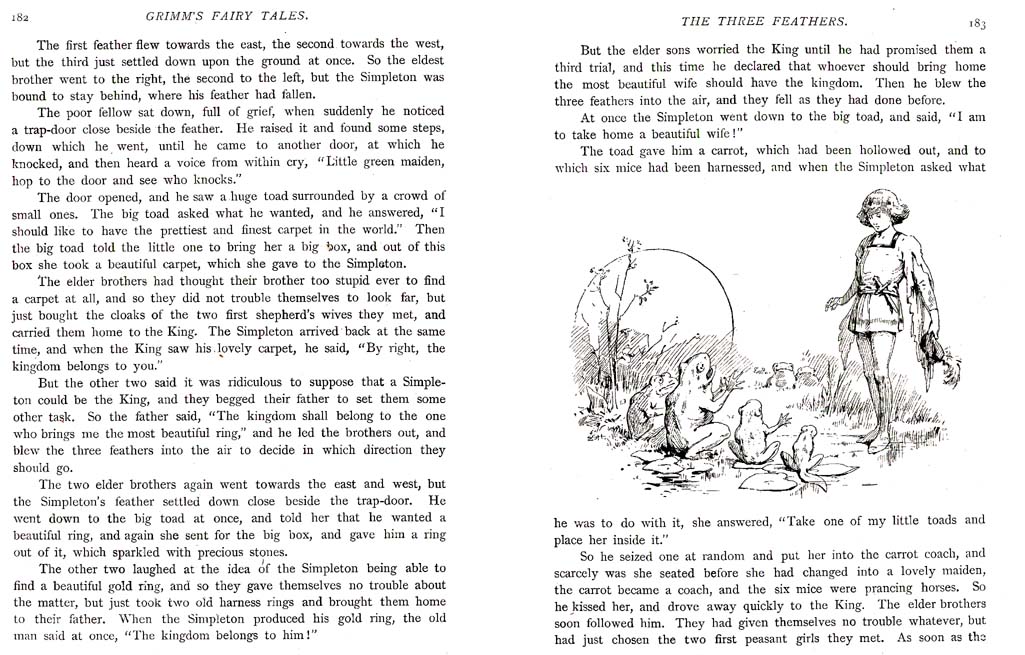 182
GRIMM'S FAIRY TALES.
The first feather flew towards the east, the second towards the west,
but the third just settled down upon the ground at once. So the eldest
brother went to the right, the second to the left, but the Simpleton was
bound to stay behind, where his feather had fallen.
The poor fellow sat down, full of grief, when suddenly he noticed
a trap-door close beside the feather. He raised it and found some steps,
down which he went, until he came to another door, at which he
knocked, and then heard a voice from within cry, "Little green maiden,
hop to the door and see who knocks."
The door opened, and he saw a huge toad surrounded by a crowd of
small ones. The big toad asked what he wanted, and he answered, "I
should like to have the prettiest and finest carpet in the world." Then
the big toad told the little one to bring her a big box, and out of this
box she took a beautiful carpet, which she gave to the Simpleton.
The elder brothers had thought their brother too stupid ever to find
a carpet at all, and so they did not trouble themselves to look far, but
just bought the cloaks of the two first shepherd's wives they met, and
carried them home to the King. The Simpleton arrived back at the same
time, and when the King saw his lovely carpet, he said, "By right, the
kingdom belongs to you."
But the other two said it was ridiculous to suppose that a Simple-
ton could be the King, and they begged their father to set them some
other task. So the father said, "The kingdom shall belong to the one
who brings me the most beautiful ring," and he led the brothers out, and
blew the three feathers into the air to decide in which direction they
should go.
The two elder brothers again went towards the east and west, but
the Simpleton's feather settled down close beside the trap-door. He
went down to the big toad at once, and told her that he wanted a
beautiful ring, and again she sent for the big box, and gave him a ring
out of it, which sparkled with precious stones.
The other two laughed at the idea of the Simpleton being able to
find a beautiful gold ring, and so they gave themselves no trouble about
the matter, but just took two old harness rings and brought them home
to their father. When the Simpleton produced his gold ring, the old
man said at once, "The kingdom belongs to him!"
THE THREE FEATHERS.
183
But the elder sons worried the King until he had promised them a
third trial, and this time he declared that whoever should bring home
the most beautiful wife should have the kingdom. Then he blew the
three feathers into the air, and they fell as they had done before.
At once the Simpleton went down to the big toad, and said, "I am
to take home a beautiful wife!"
The toad gave him a carrot, which had been hollowed out, and to
which six mice had been harnessed, and when the Simpleton asked what
he was to do with it, she answered, "Take one of my little toads and
place her inside it."
So he seized one at random and put her into the carrot coach, and
scarcely was she seated before she had changed into a lovely maiden,
the carrot became a coach, and the six mice were prancing horses. So
he kissed her, and drove away quickly to the King. The elder brothers
soon followed him. They had given themselves no trouble whatever, but
had just chosen the two first peasant girls they met. As soon as the